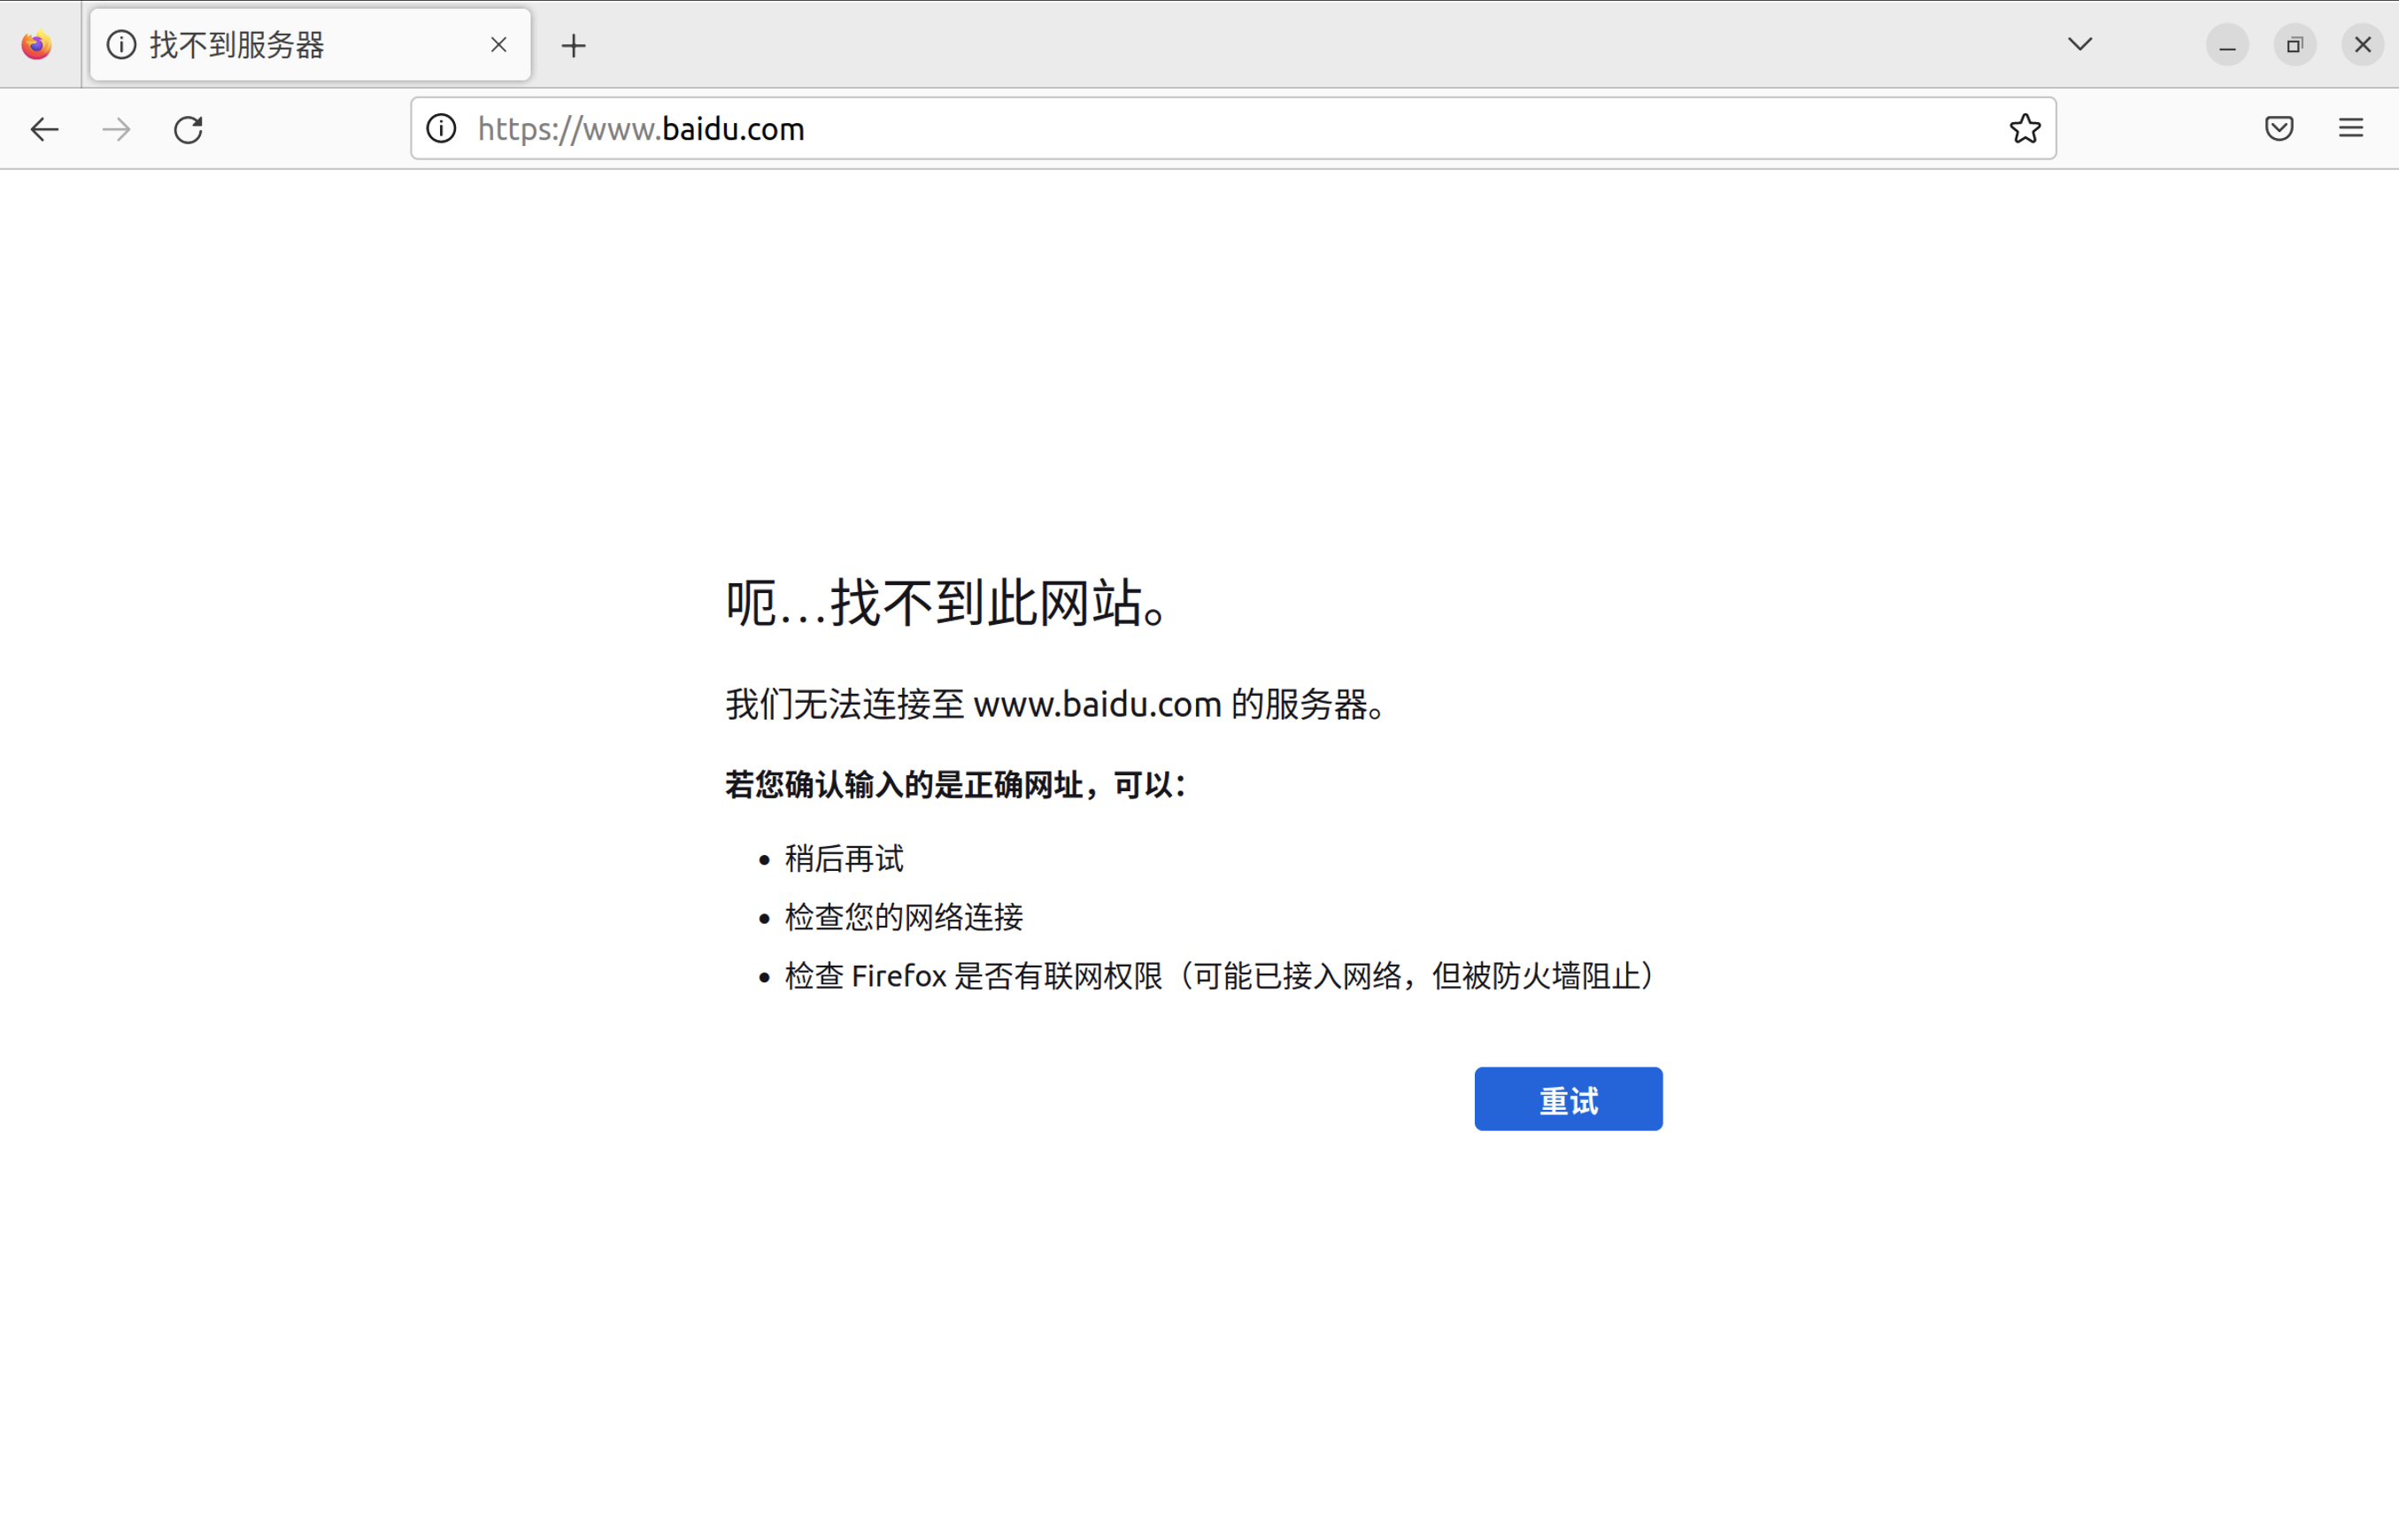 找不到服务器
https://www.baidu.com
呃…找不到此网站。
我们无法连接至 www.baidu.com 的服务器。
若您确认输入的是正确网址，可以：
• 稍后再试
• 检查您的网络连接
• 检查 Firefox 是否有联网权限（可能已接入网络，但被防火墙阻止）
重试